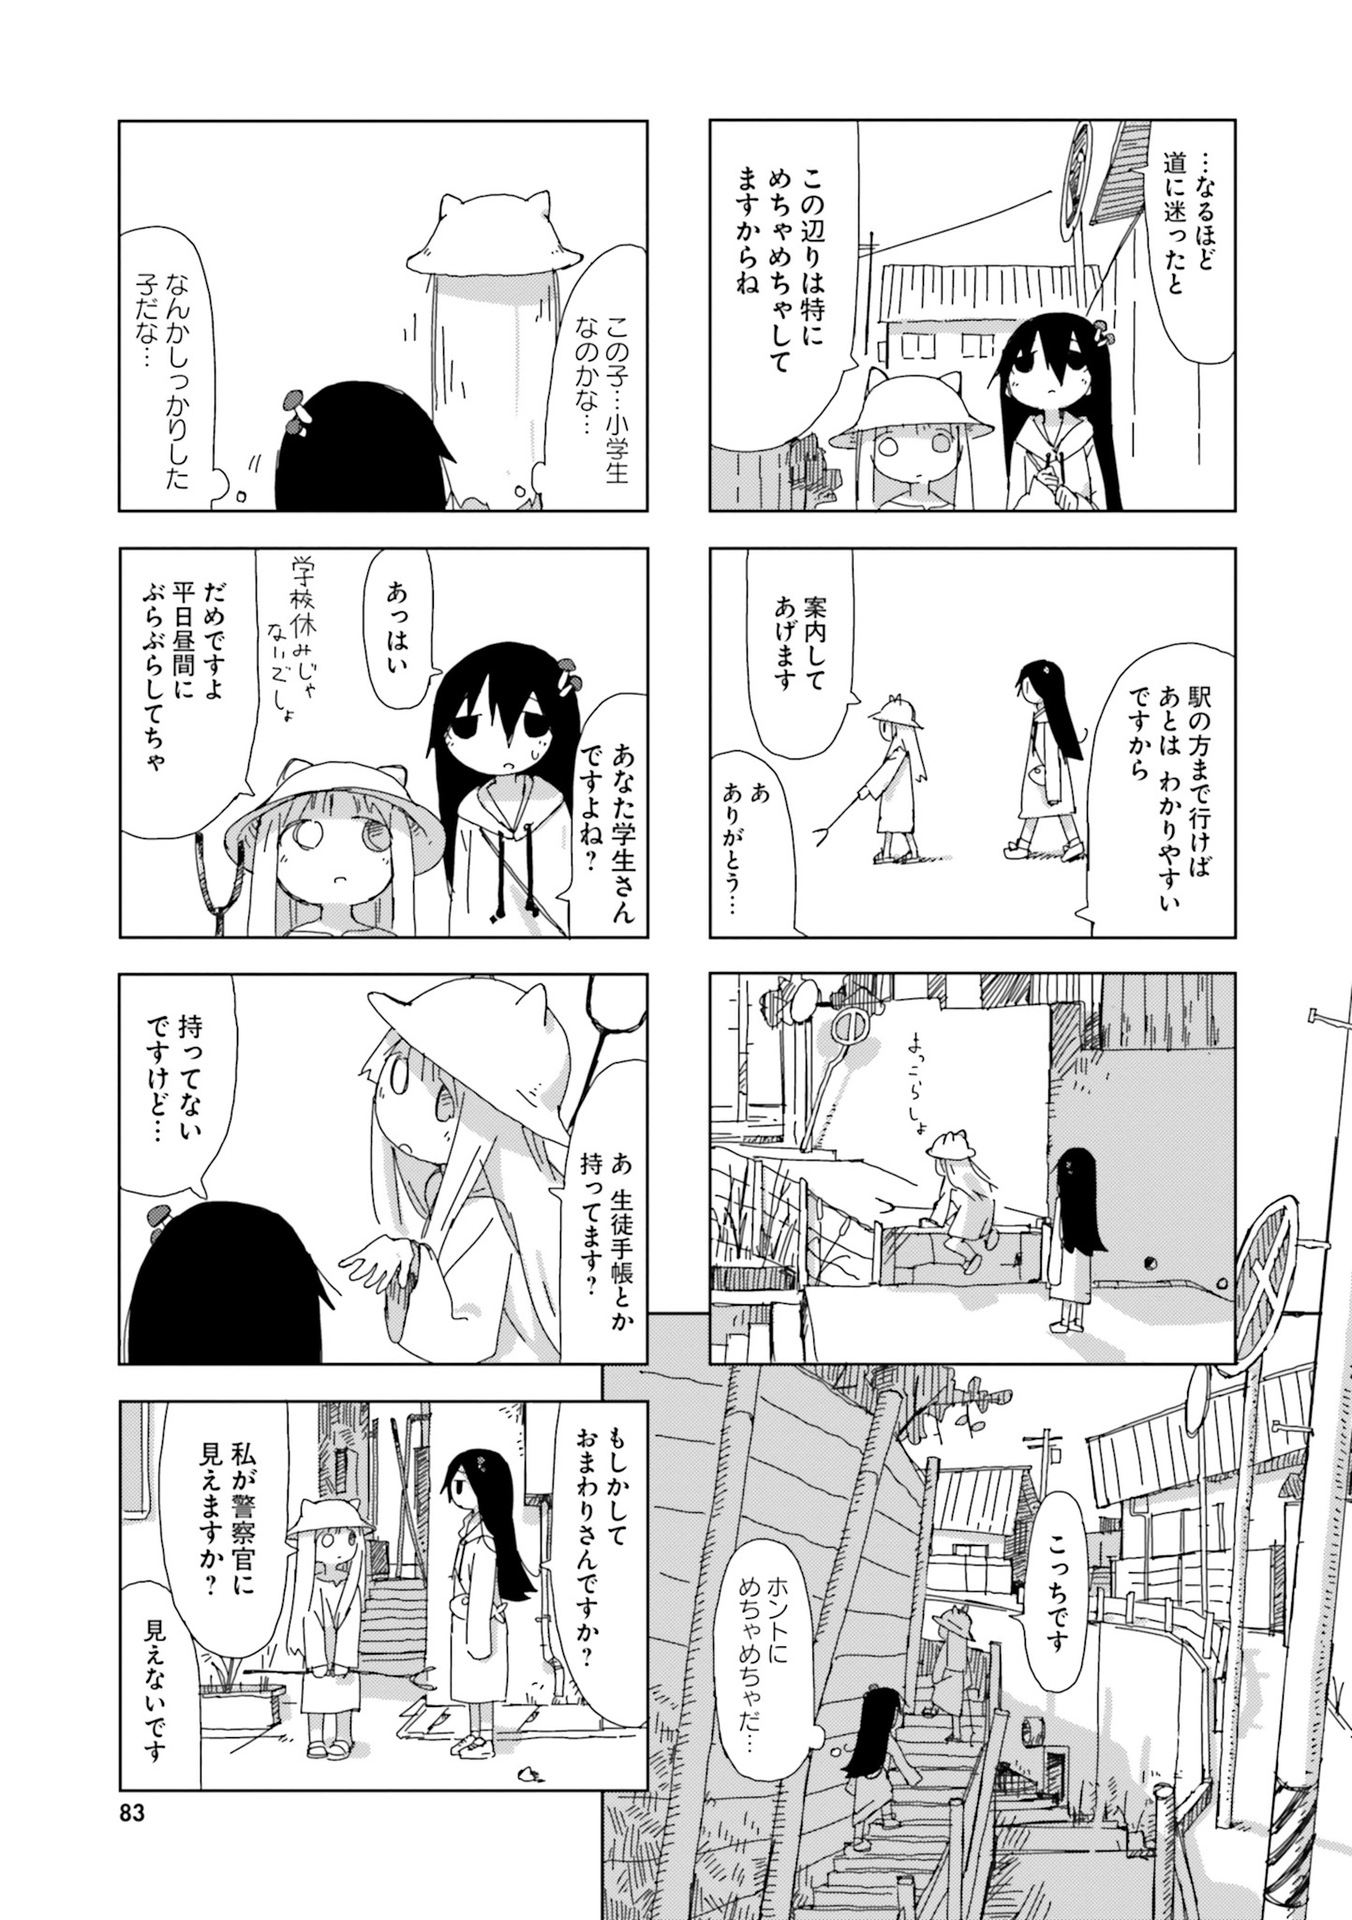 …なるほど
道に迷ったと
この辺りは特に
めちゃめちゃして
ますからね
駅の方まで行けば
あとは わかりやすい
ですから
案内して
あげます
あ
ありがとう…
よっこらしょ
こっちです
ホントに
めちゃめちゃだ…
この子…小学生
なのかな…
なんかしっかりした
子だな…
あなた学生さん
ですよね?
あっはい
学校休みじゃ
ないでしょ
だめですよ
平日昼間に
ぶらぶらしてちゃ
あ 生徒手帳とか
持ってます?
持ってない
ですけど…
もしかして
おまわりさんですか?
私が警察官に
見えますか?
見えないです
83